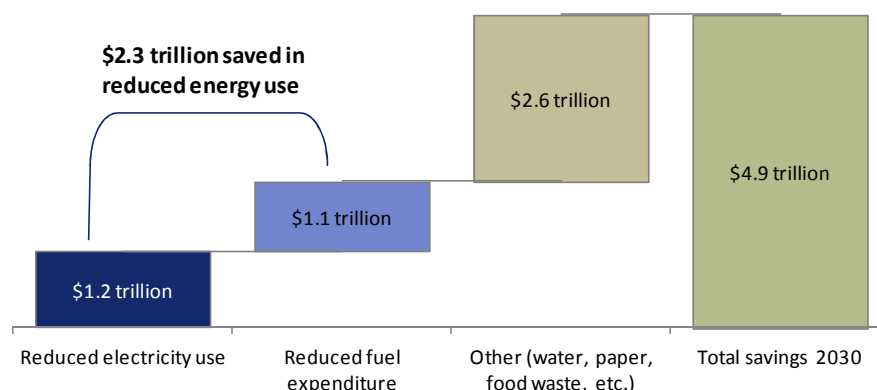 $2.3 trillion saved in
reduced energy use
$2.6 trillion
$4.9 trillion
$1.1 trillion
$1.2 trillion
Reduced electricity use
Reduced fuel
expenditure
Other (water, paper,
food waste, etc.)
Total savings 2030